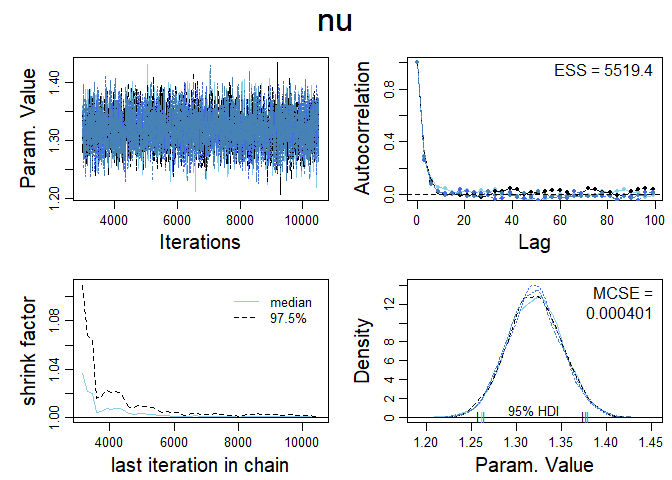 nu
Param. Value
1.20 1.30 1.40
4000 6000 8000 10000
Iterations
Autocorrelation
0.0 0.4 0.8
ESS = 5519.4
0 20 40 60 80 100
Lag
shrink factor
1.00 1.04 1.08
median
97.5%
4000 6000 8000 10000
last iteration in chain
Density
0 2 4 8 12
MCSE =
0.000401
95% HDI
1.20 1.25 1.30 1.35 1.40 1.45
Param. Value